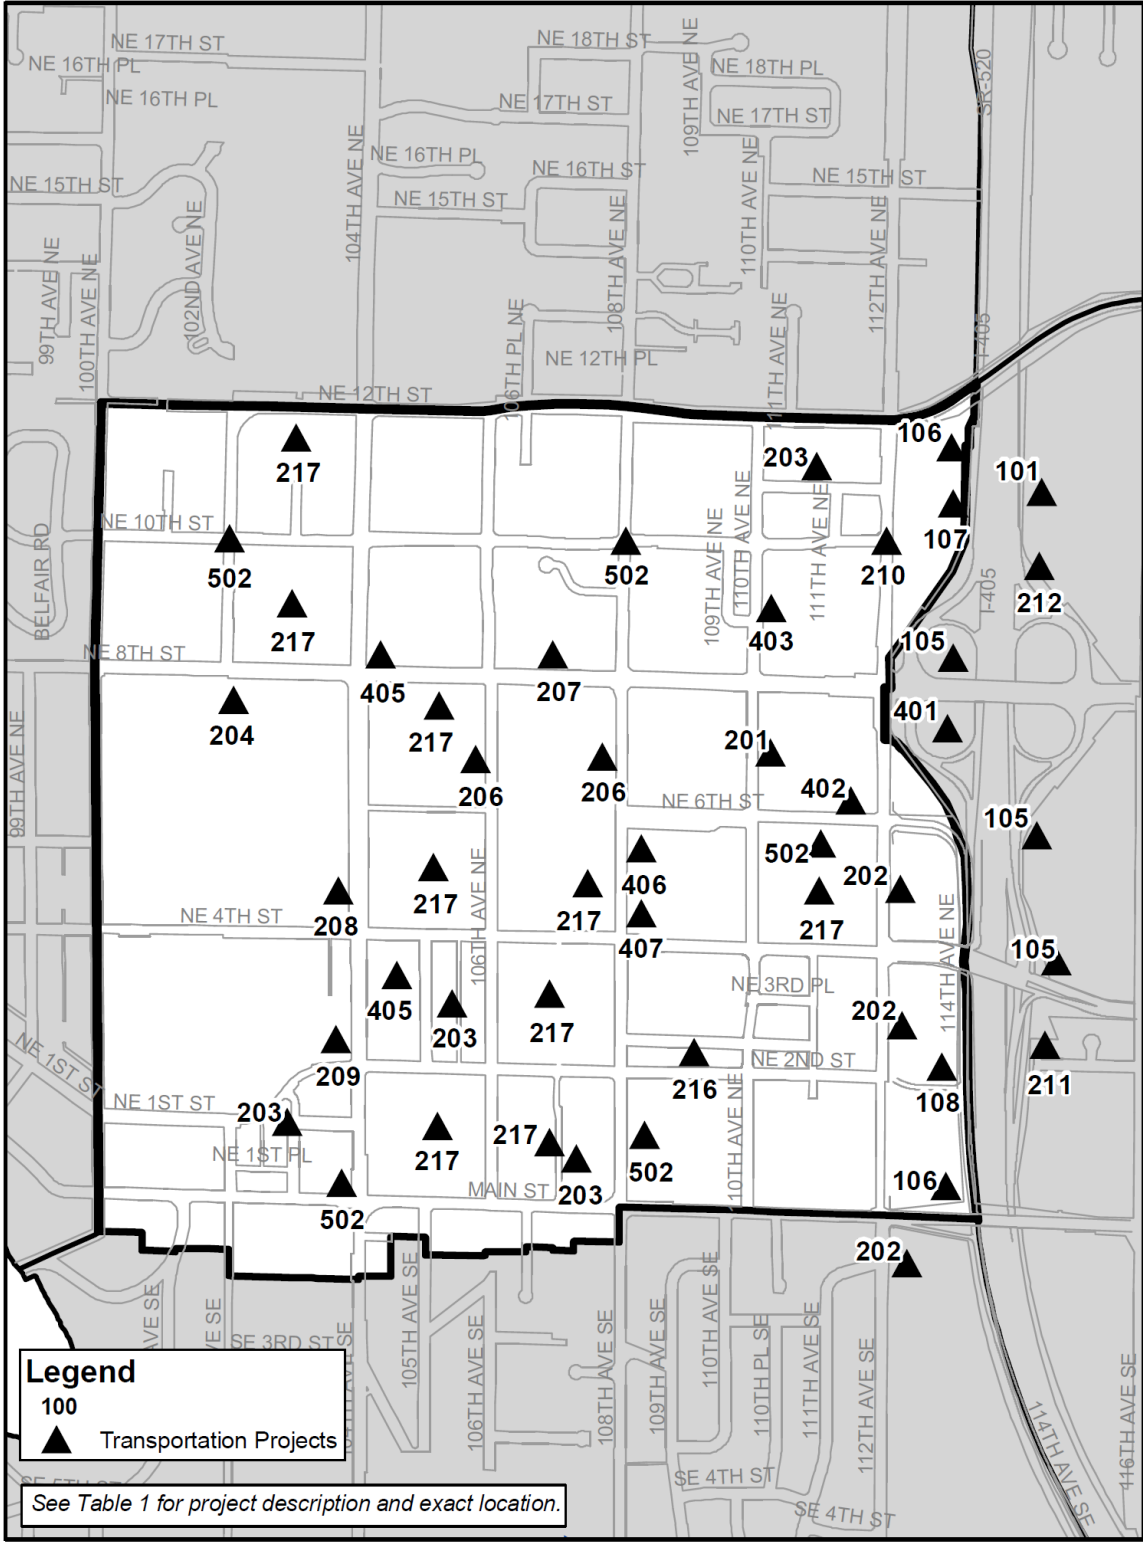 NE 17TH ST
NE 18TH ST
109TH AVE NE
NE 16TH PL
NE 18TH PL
SR-520
NE 16TH PL
NE 17TH ST
NE 17TH ST
104TH AVE NE
NE 16TH PL
NE 16TH ST
110TH AVE NE
NE 15TH ST
NE 15TH ST
NE 15TH ST
102ND AVE NE
108TH AVE NE
112TH AVE NE
99TH AVE NE
100TH AVE NE
106TH PL NE
111TH AVE NE
I-405
NE 12TH PL
NE 12TH ST
106
217
203
101
110TH AVE NE
111TH AVE NE
NE 10TH ST
109TH AVE NE
107
BELFAIR RD
502
502
210
I-405
212
217
403
105
NE 8TH ST
405
207
401
204
217
201
99TH AVE NE
206
206
402
NE 6TH ST
105
502
202
406
106TH AVE NE
217
217
217
208
NE 4TH ST
407
114TH AVE NE
105
NE 3RD PL
405
203
217
202
NE 1ST ST
209
216
NE 2ND ST
211
108
NE 1ST ST
203
10TH AVE NE
217
NE 1ST PL
217
502
106
MAIN ST
203
502
202
105TH AVE SE
110TH AVE SE
AVE SE
VE SE
SE 3RD ST
106TH AVE SE
108TH AVE SE
109TH AVE SE
110TH PL SE
111TH AVE SE
112TH AVE SE
116TH AVE SE
114TH AVE SE
Legend
100
Transportation Projects
104TH AVE SE
SE 4TH ST
SE 5TH ST
See Table 1 for project description and exact location.
SE 4TH ST